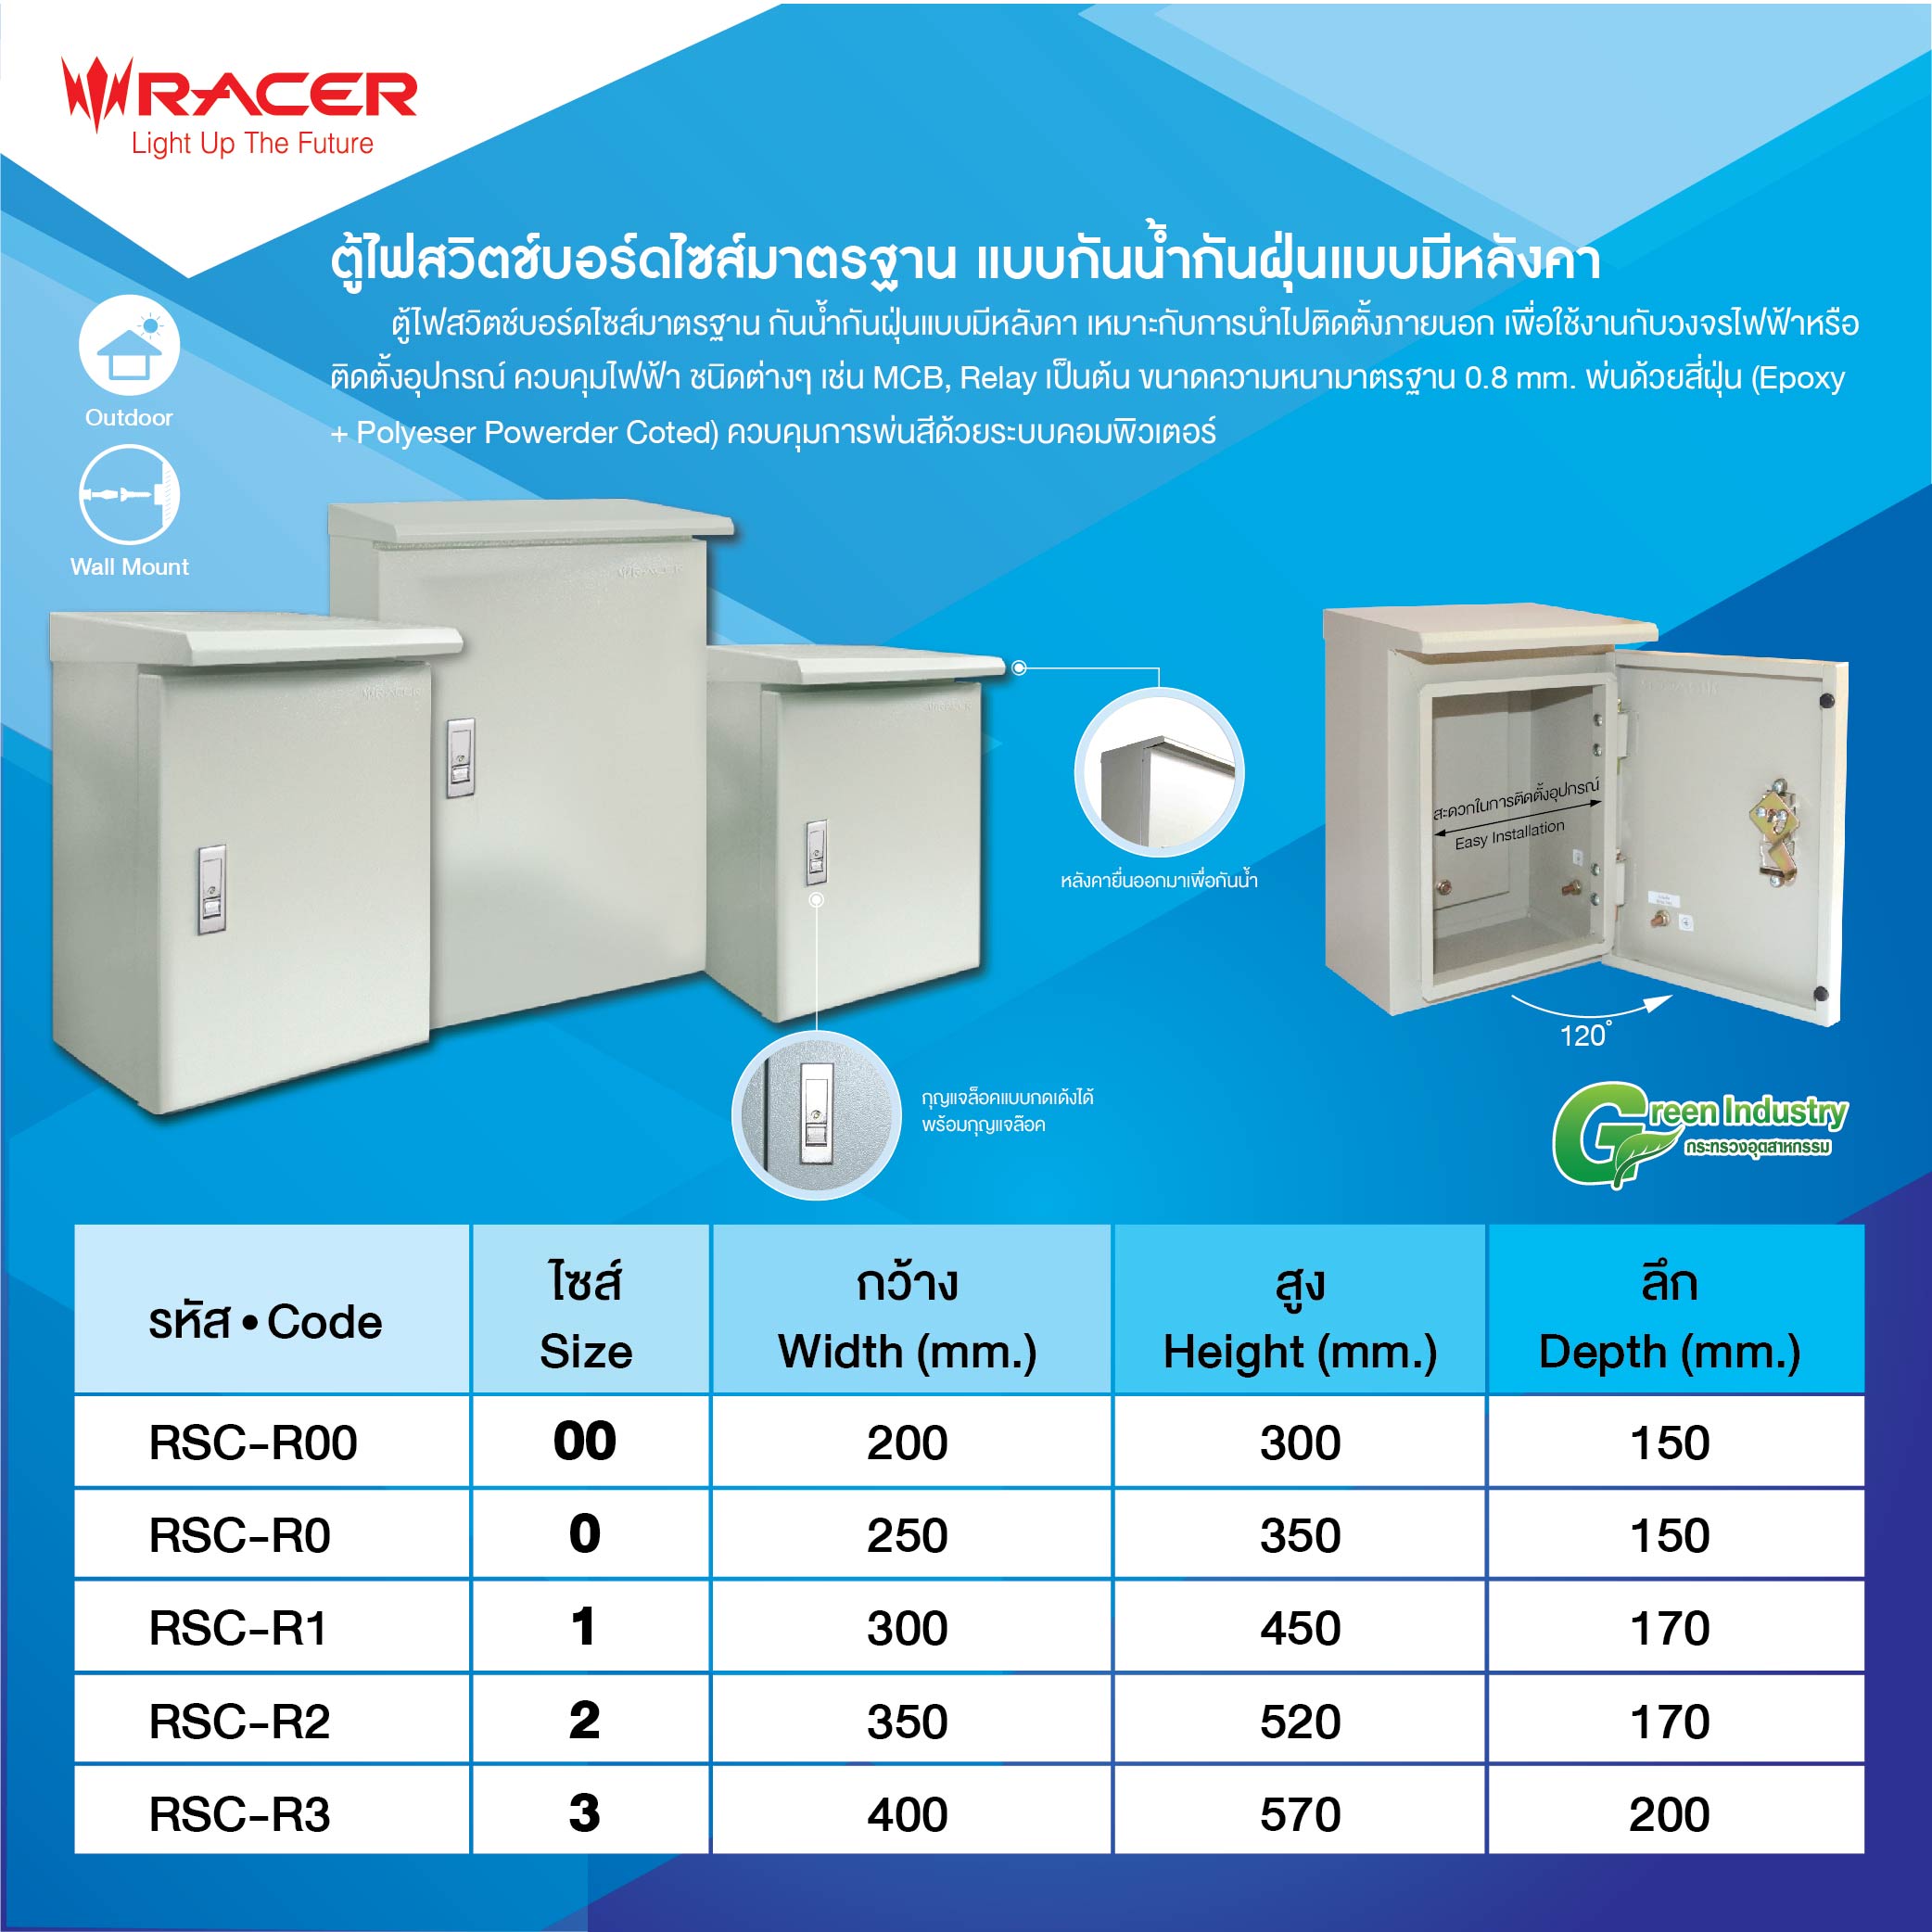 RACER
Light Up The Future
ตู้ไฟสวิตช์บอร์ดไซส์มาตรฐาน แบบกันน้ำกันฝุ่นแบบมีหลังคา
ตู้ไฟสวิตช์บอร์ดไซส์มาตรฐาน กันน้ำกันฝุ่นแบบมีหลังคา เหมาะกับการนำไปติดตั้งภายนอก เพื่อใช้งานกับวงจรไฟฟ้าหรือ
ติดตั้งอุปกรณ์ ควบคุมไฟฟ้า ชนิดต่างๆ เช่น MCB, Relay เป็นต้น ขนาดความหนามาตรฐาน 0.8 mm. พ่นด้วยสี่ฝุ่น (Epoxy
+ Polyeser Powerder Coted) ควบคุมการพ่นสีด้วยระบบคอมพิวเตอร์
Outdoor
Wall Mount
RACER
หลังคายื่นออกมาเพื่อกันน้ำ
สะดวกในการติดตั้งอุปกรณ์
Easy Installation
120°
กุญแจล็อคแบบกดเด้งได้
พร้อมกุญแจล๊อค
Green Industry
กระทรวงอุตสาหกรรม
รหัส • Code ไซส์ Size กว้าง Width (mm.) สูง Height (mm.) ลึก Depth (mm.)
RSC-R00 00 200 300 150
RSC-R0 0 250 350 150
RSC-R1 1 300 450 170
RSC-R2 2 350 520 170
RSC-R3 3 400 570 200